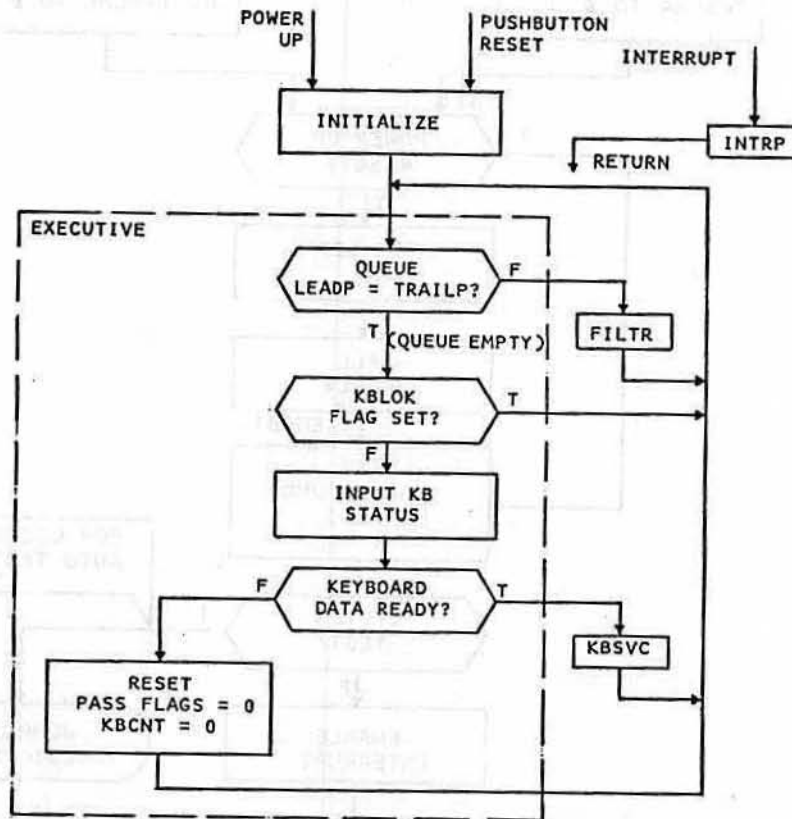 POWER
UP
PUSHBUTTON
RESET
INTERRUPT
INITIALIZE
INTRP
RETURN
EXECUTIVE
QUEUE
LEADP = TRAILP?
F
T
(QUEUE EMPTY)
FILTR
KBLOK
FLAG SET?
T
F
INPUT KB
STATUS
F
KEYBOARD
DATA READY?
T
KBSVC
RESET
PASS FLAGS = 0
KBCNT = 0